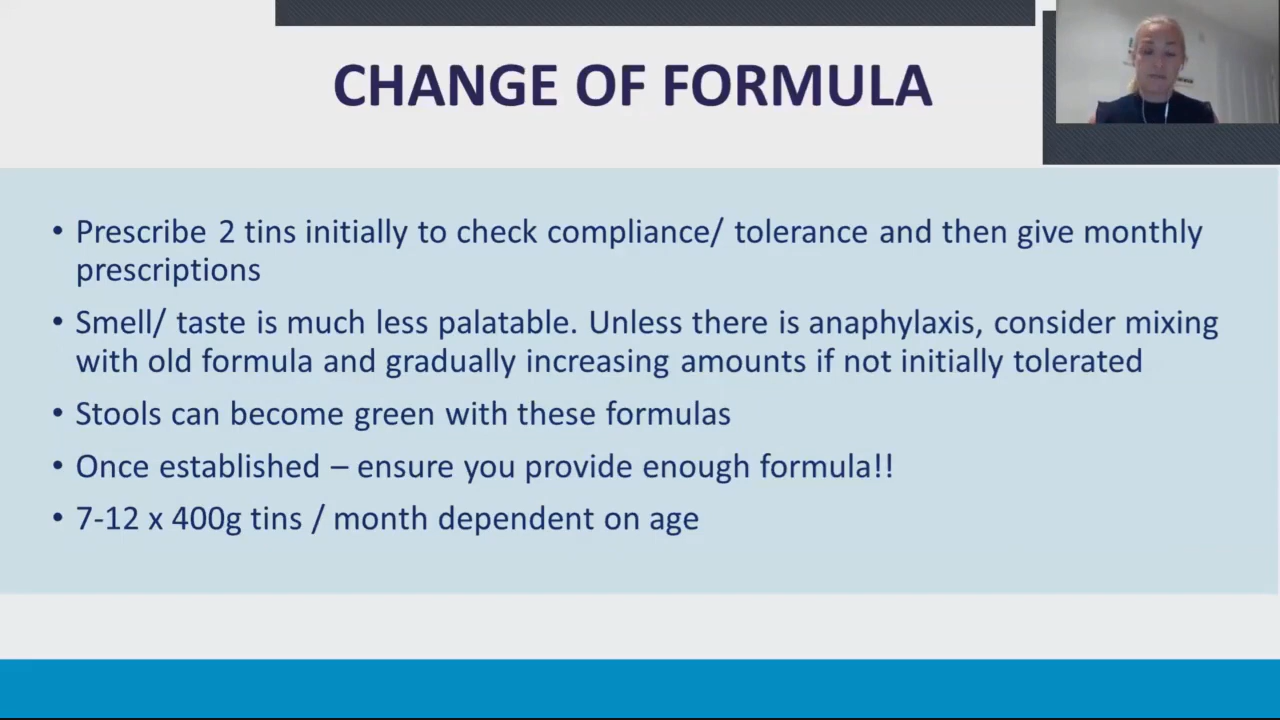 CHANGE OF FORMULA
• Prescribe 2 tins initially to check compliance/ tolerance and then give monthly
prescriptions
• Smell/ taste is much less palatable. Unless there is anaphylaxis, consider mixing
with old formula and gradually increasing amounts if not initially tolerated
• Stools can become green with these formulas
• Once established – ensure you provide enough formula!!
• 7-12 x 400g tins / month dependent on age